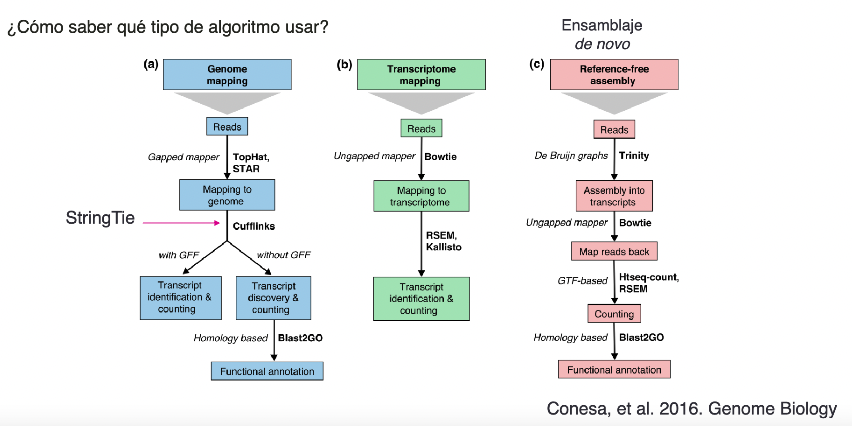 ¿Cómo saber qué tipo de algoritmo usar?
Ensamblaje
de novo
(a)
Genome
mapping
Reads
Gapped mapper
TopHat,
STAR
Mapping to
genome
StringTie
Cufflinks
with GFF
without GFF
Transcript
identification &
counting
Transcript
discovery &
counting
Homology based
Blast2GO
Functional annotation
(b)
Transcriptome
mapping
Reads
Ungapped mapper
Bowtie
Mapping to
transcriptome
RSEM,
Kallisto
Transcript
identification &
counting
(c)
Reference-free
assembly
Reads
De Bruijn graphs
Trinity
Assembly into
transcripts
Ungapped mapper
Bowtie
Map reads back
GTF-based
Htseq-count,
RSEM
Counting
Homology based
Blast2GO
Functional annotation
Conesa, et al. 2016. Genome Biology